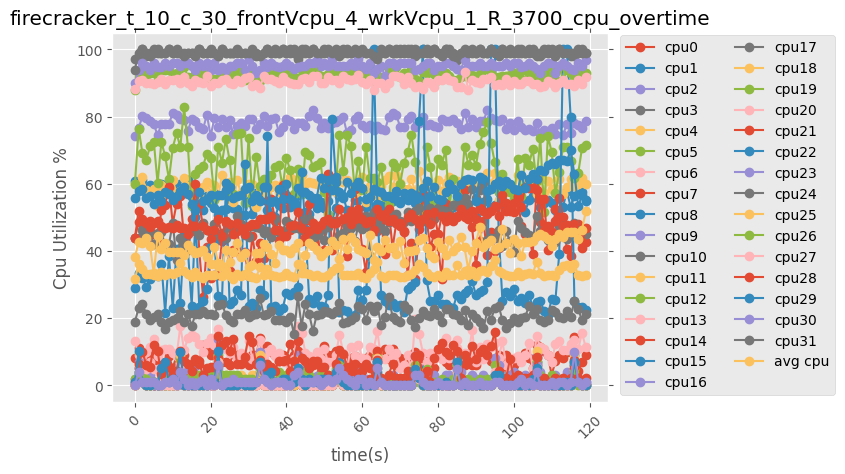 firecracker_t_10_c_30_frontVcpu_4_wrkVcpu_1_R_3700_cpu_overtime
Cpu Utilization %
100
80
60
40
20
0
0
20
40
60
80
100
120
time(s)
cpu0
cpu1
cpu2
cpu3
cpu4
cpu5
cpu6
cpu7
cpu8
cpu9
cpu10
cpu11
cpu12
cpu13
cpu14
cpu15
cpu16
cpu17
cpu18
cpu19
cpu20
cpu21
cpu22
cpu23
cpu24
cpu25
cpu26
cpu27
cpu28
cpu29
cpu30
cpu31
avg cpu